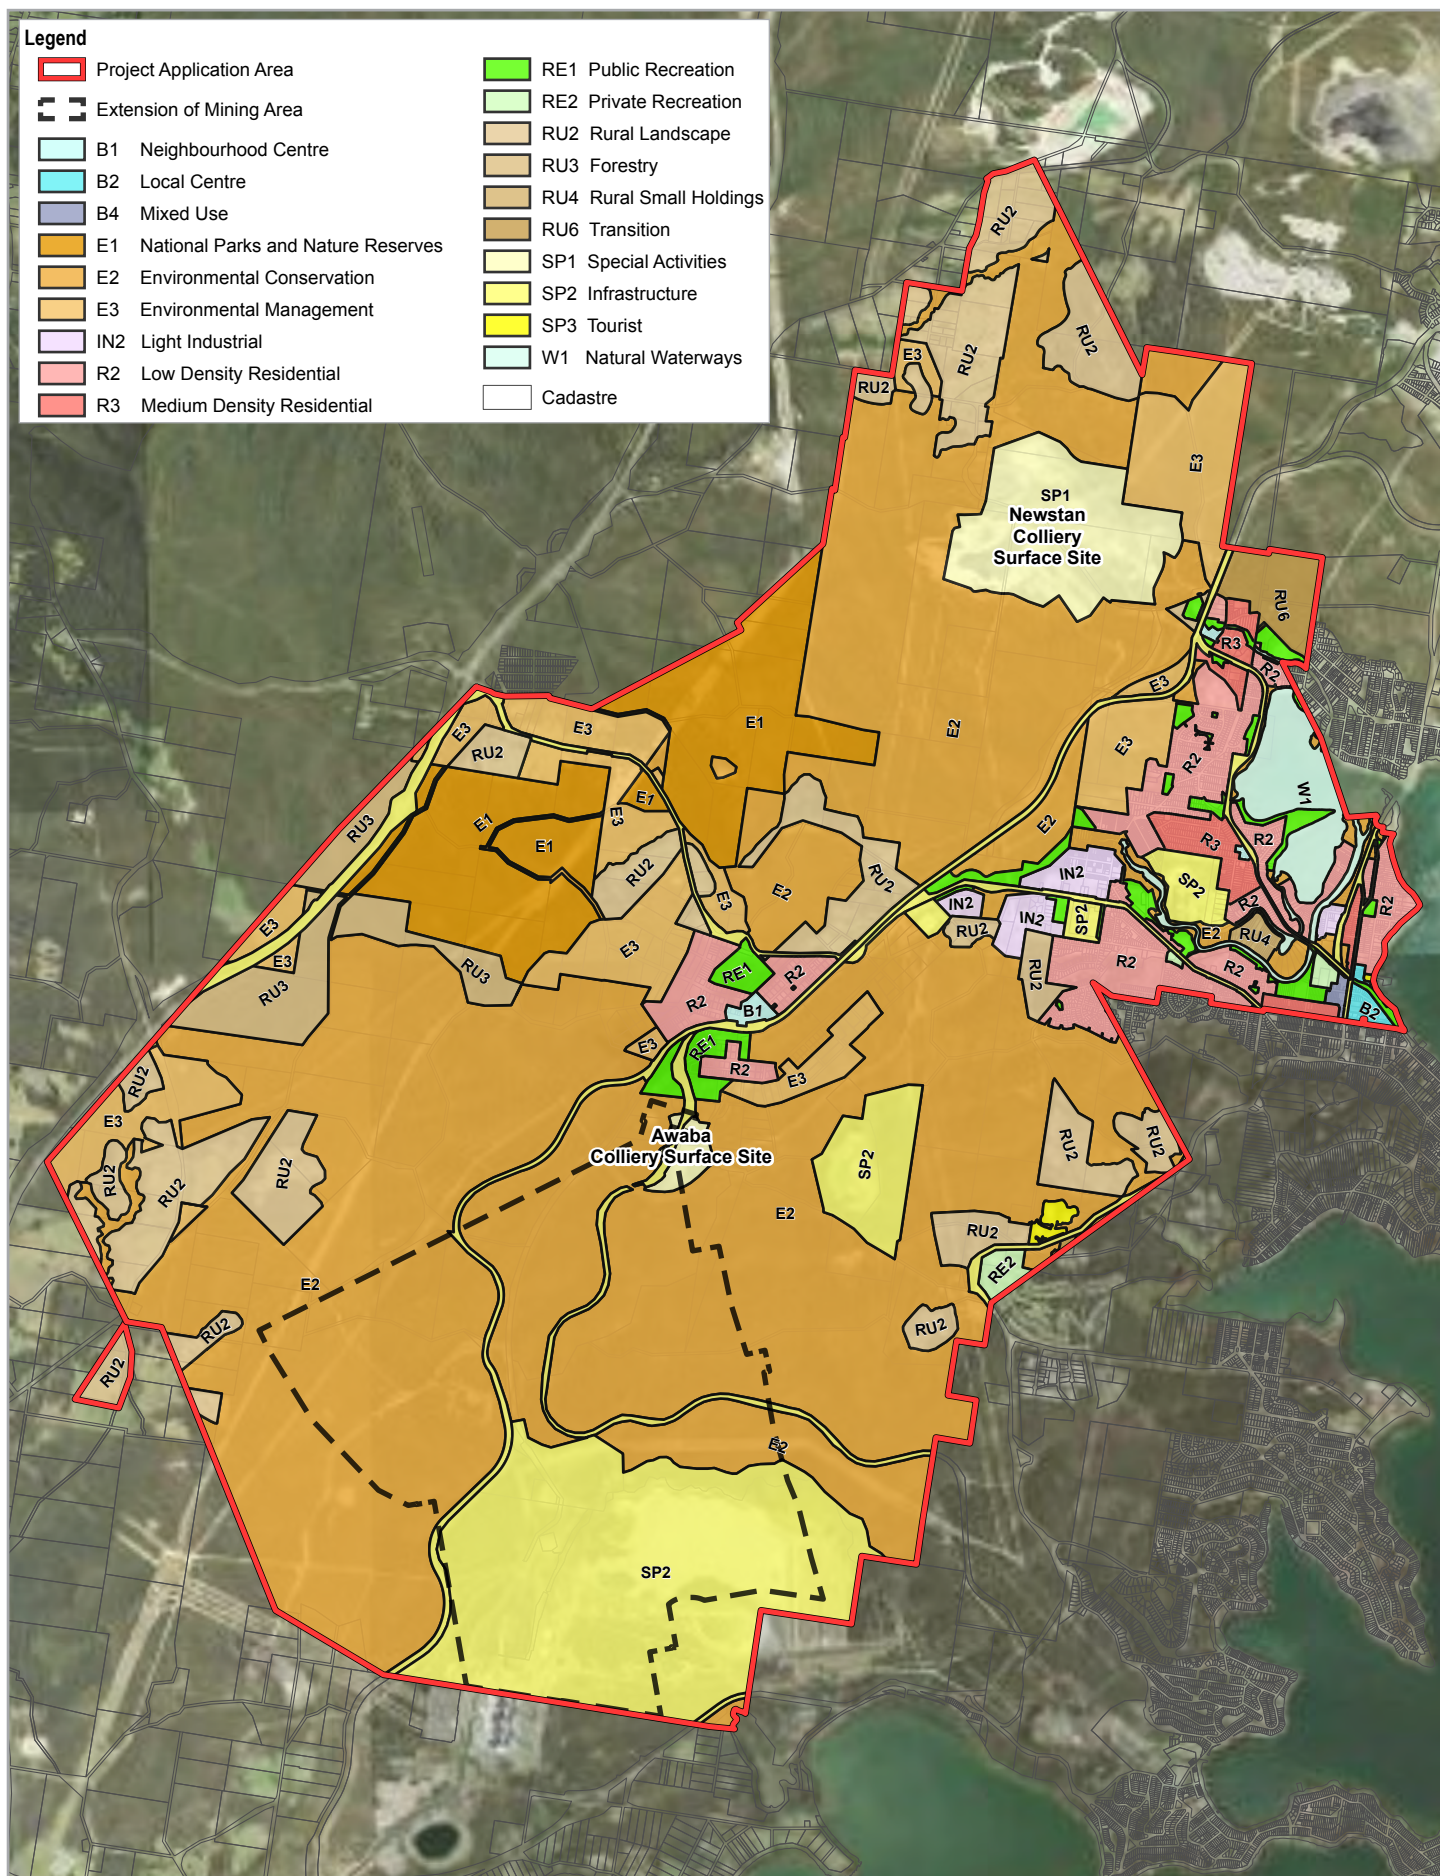 Legend
Project Application Area
Extension of Mining Area
B1 Neighbourhood Centre
B2 Local Centre
B4 Mixed Use
E1 National Parks and Nature Reserves
E2 Environmental Conservation
E3 Environmental Management
IN2 Light Industrial
R2 Low Density Residential
R3 Medium Density Residential
RE1 Public Recreation
RE2 Private Recreation
RU2 Rural Landscape
RU3 Forestry
RU4 Rural Small Holdings
RU6 Transition
SP1 Special Activities
SP2 Infrastructure
SP3 Tourist
W1 Natural Waterways
Cadastre
RU2
RU2
RU2
E3
RU2
E3
SP1
Newstan
Colliery
Surface Site
RU6
R3
R2
E3
E1
E2
E3
E3
E3
RU2
R2
W1
E1
RU3
E1
E1
E3
RU2
E2
R3
R2
RU2
E2
E3
IN2
SP2
IN2
IN2
SP2
R2
R2
RU2
E2
RU4
E3
E3
E3
RU3
RU3
RE1
R2
R2
RU2
R2
R2
B1
B2
E3
RE1
R2
E3
RU2
E3
Awaba
Colliery Surface Site
RU2
RU2
SP2
RU2
RU2
RU2
E2
RU2
RE2
E2
RU2
RU2
RU2
E2
SP2